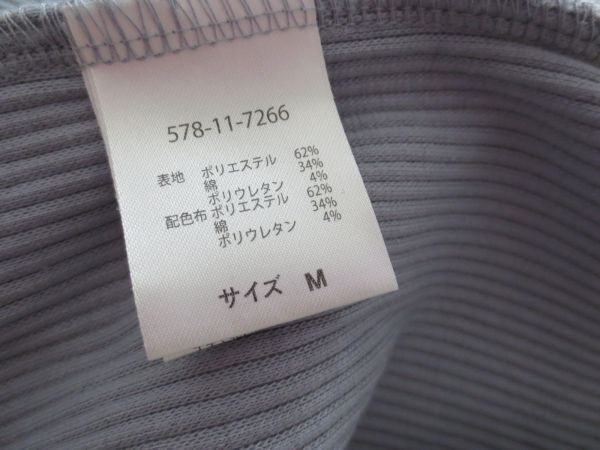 578-11-7266
表地 ポリエステル 62%
綿 34%
ポリウレタン 4%
配色布 ポリエステル 62%
綿 34%
ポリウレタン 4%
サイズ M